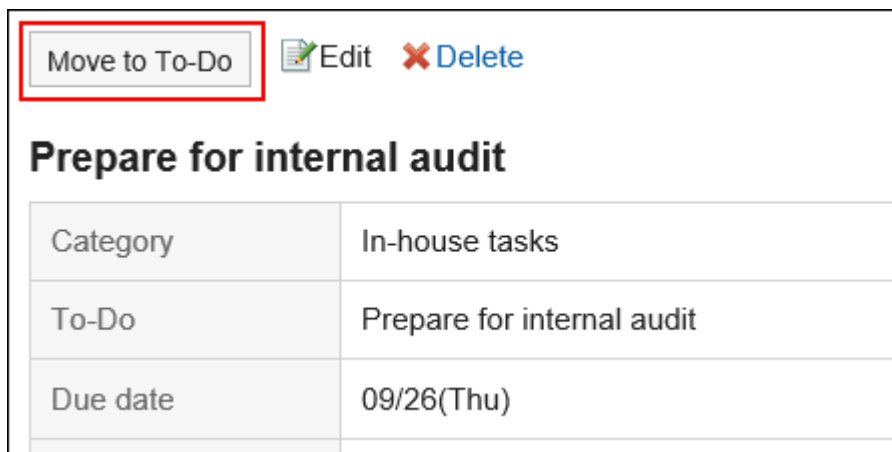 Move to To-Do Edit Delete
Prepare for internal audit
Category In-house tasks
To-Do Prepare for internal audit
Due date 09/26(Thu)